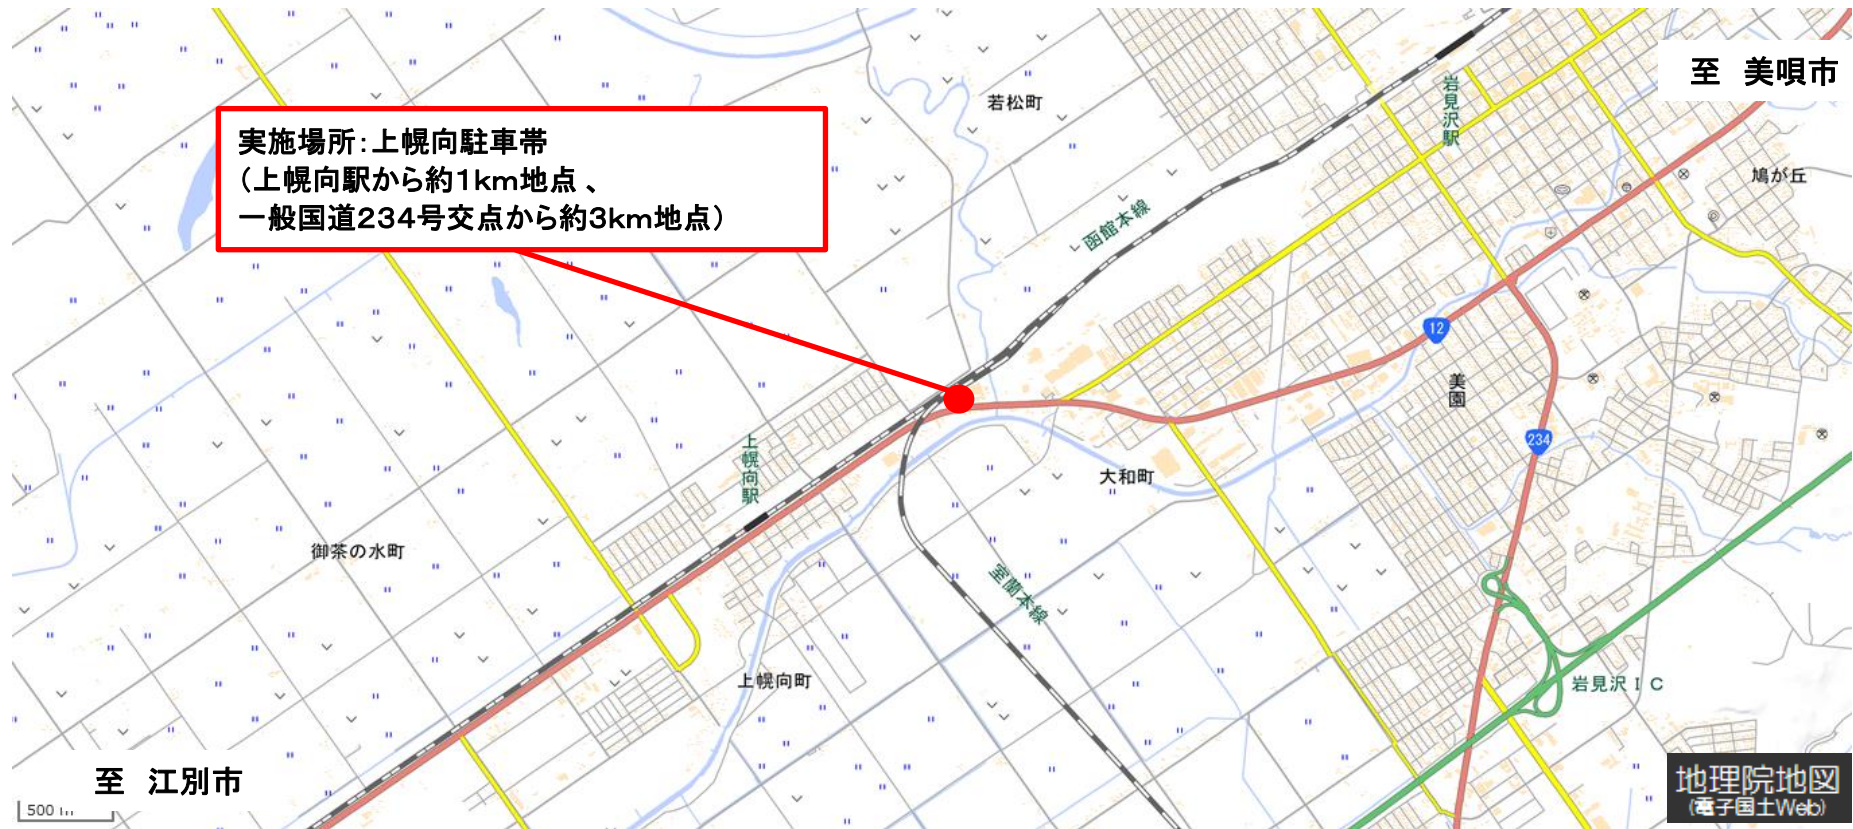 至　美唄市
若松町
岩見沢駅
実施場所：上幌向駐車帯
（上幌向駅から約1km地点 、
一般国道234号交点から約3km地点）
鳩が丘
函館本線
12
美園
234
上幌向駅
大和町
御茶の水町
室蘭本線
上幌向町
岩見沢ＩＣ
至　江別市
500 m
地理院地図
（電子国土Web）